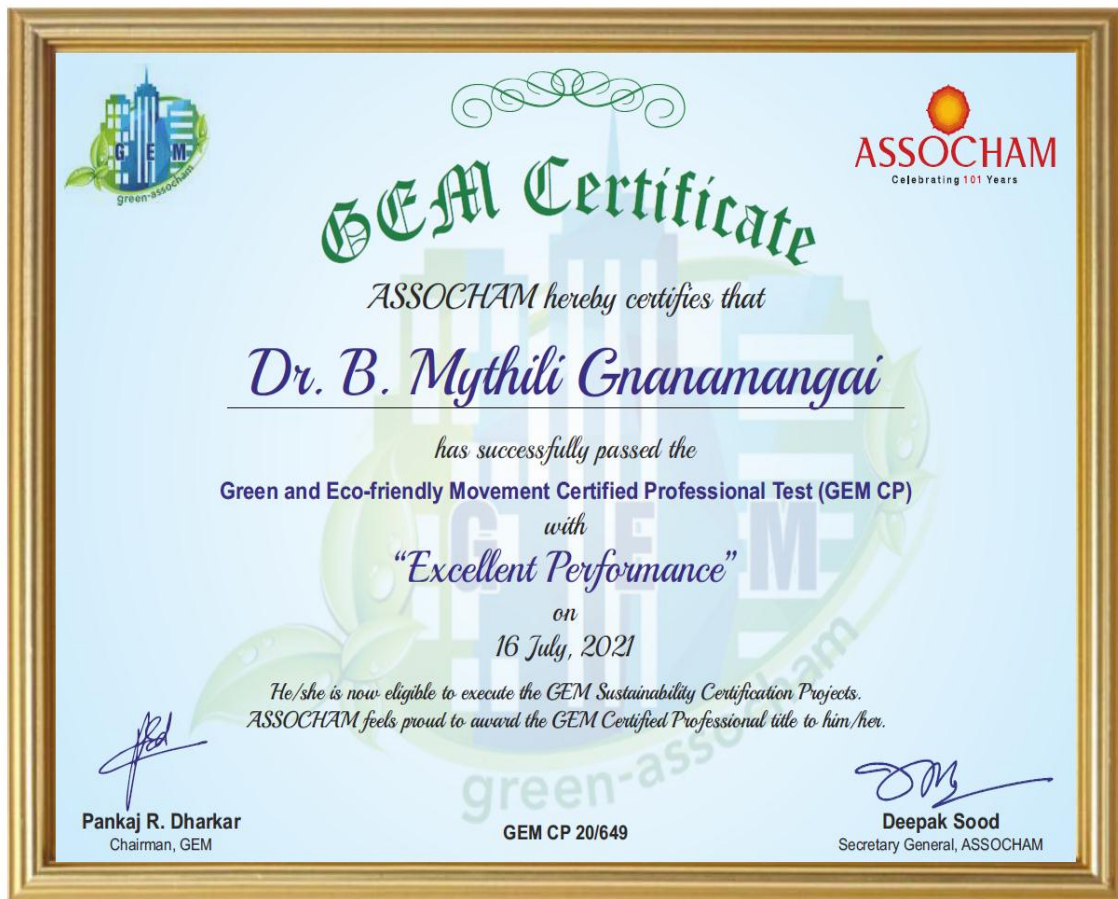 G E M
green-assocham
ASSOCHAM
Celebrating 101 Years
GEM Certificate
ASSOCHAM hereby certifies that
Dr. B. Mythili Gnanamangai
has successfully passed the
Green and Eco-friendly Movement Certified Professional Test (GEM CP)
with
“Excellent Performance”
on
16 July, 2021
He/she is now eligible to execute the GEM Sustainability Certification Projects.
ASSOCHAM feels proud to award the GEM Certified Professional title to him/her.
G E M
green-assocham
Pankaj R. Dharkar
Chairman, GEM
GEM CP 20/649
Deepak Sood
Secretary General, ASSOCHAM